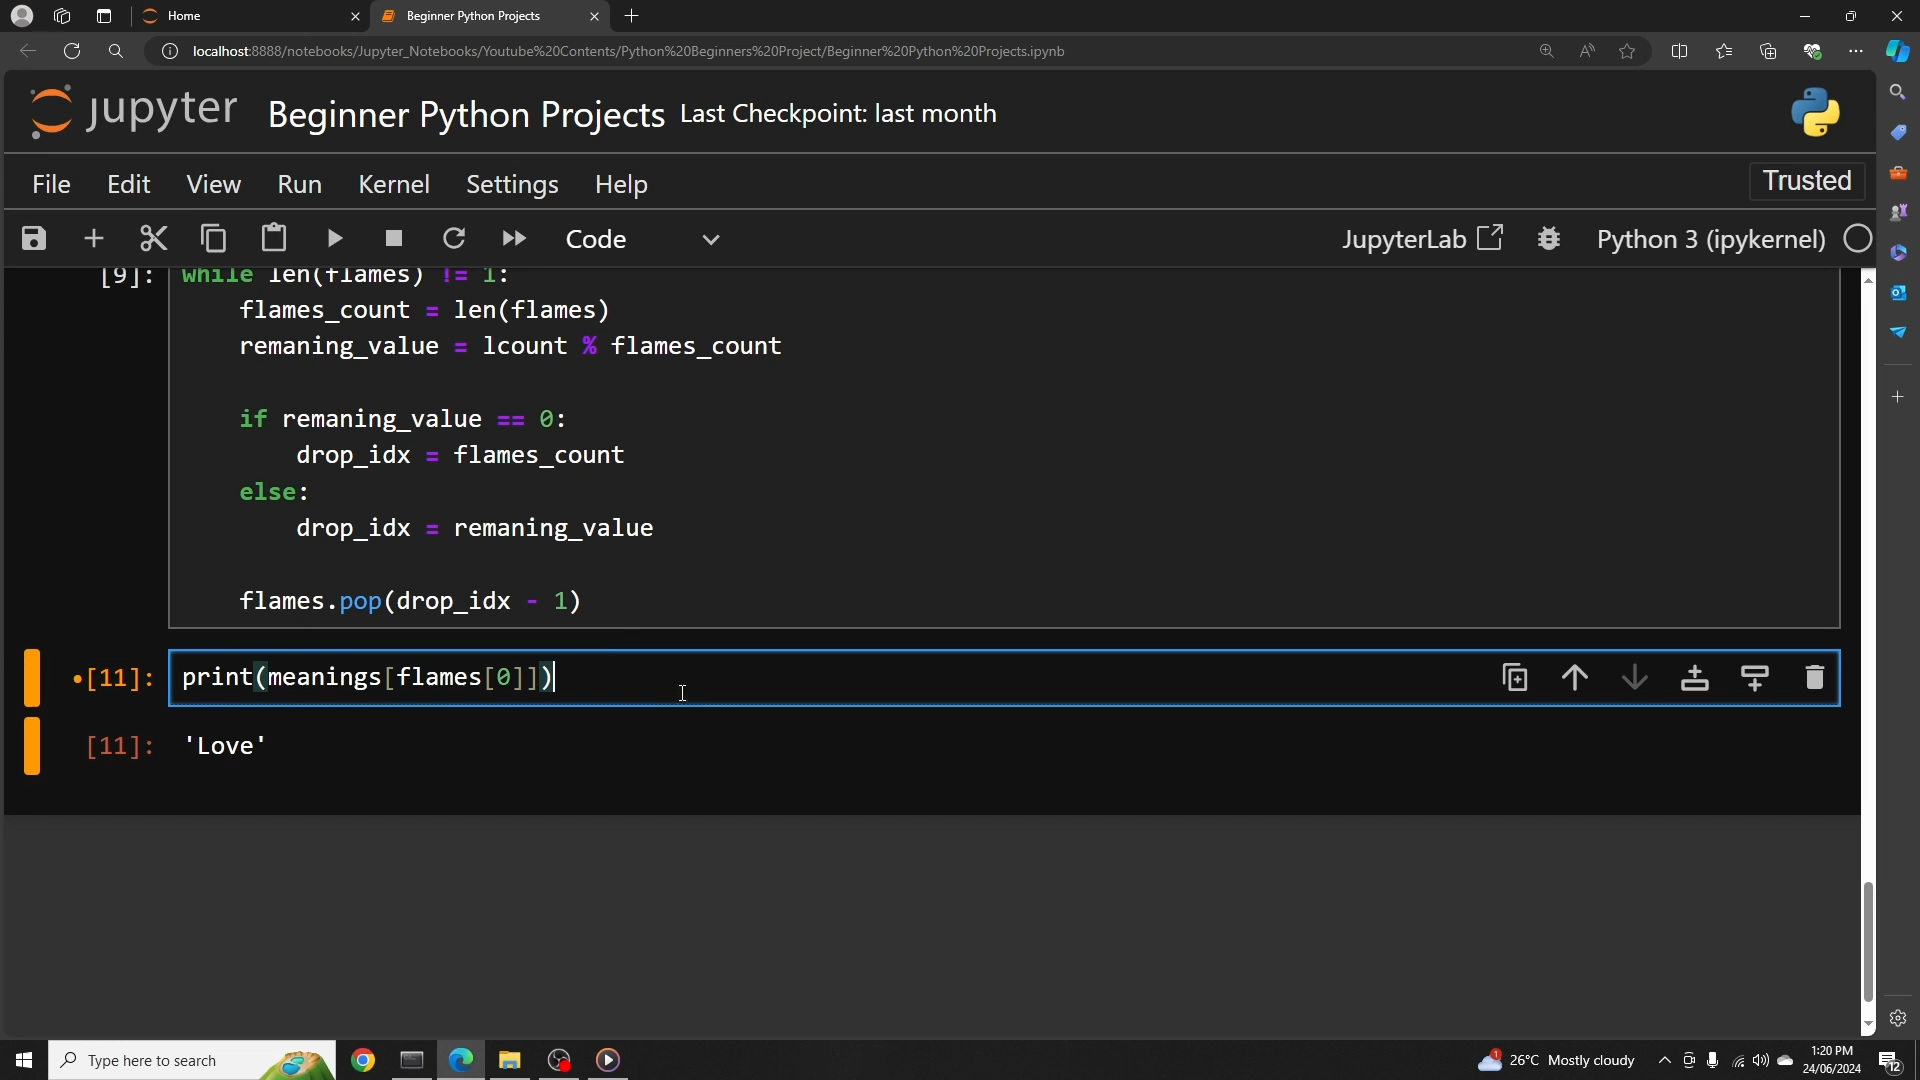 Home
Beginner Python Projects
localhost:8888/notebooks/Jupyter_Notebooks/Youtube%20Contents/Python%20Beginners%20Project/Beginner%20Python%20Projects.ipynb
jupyter Beginner Python Projects Last Checkpoint: last month
File Edit View Run Kernel Settings Help Trusted
Code JupyterLab Python 3 (ipykernel)
[9]: while len(flames) != 1:
flames_count = len(flames)
remaning_value = lcount % flames_count
if remaning_value == 0:
drop_idx = flames_count
else:
drop_idx = remaning_value
flames.pop(drop_idx - 1)
•[11]: print(meanings[flames[0]])
[11]: 'Love'
Type here to search
1
26°C Mostly cloudy
1:20 PM
24/06/2024
12